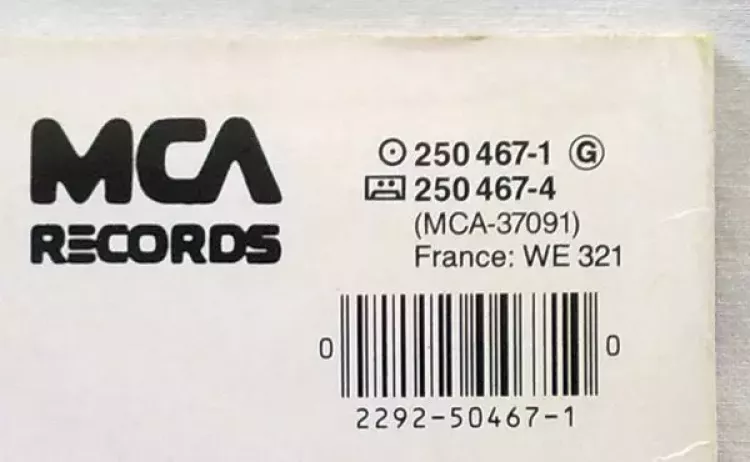 MCA
RECORDS
⊙ 250 467-1 Ⓖ
250 467-4
(MCA-37091)
France: WE 321
0 0
2292-50467-1